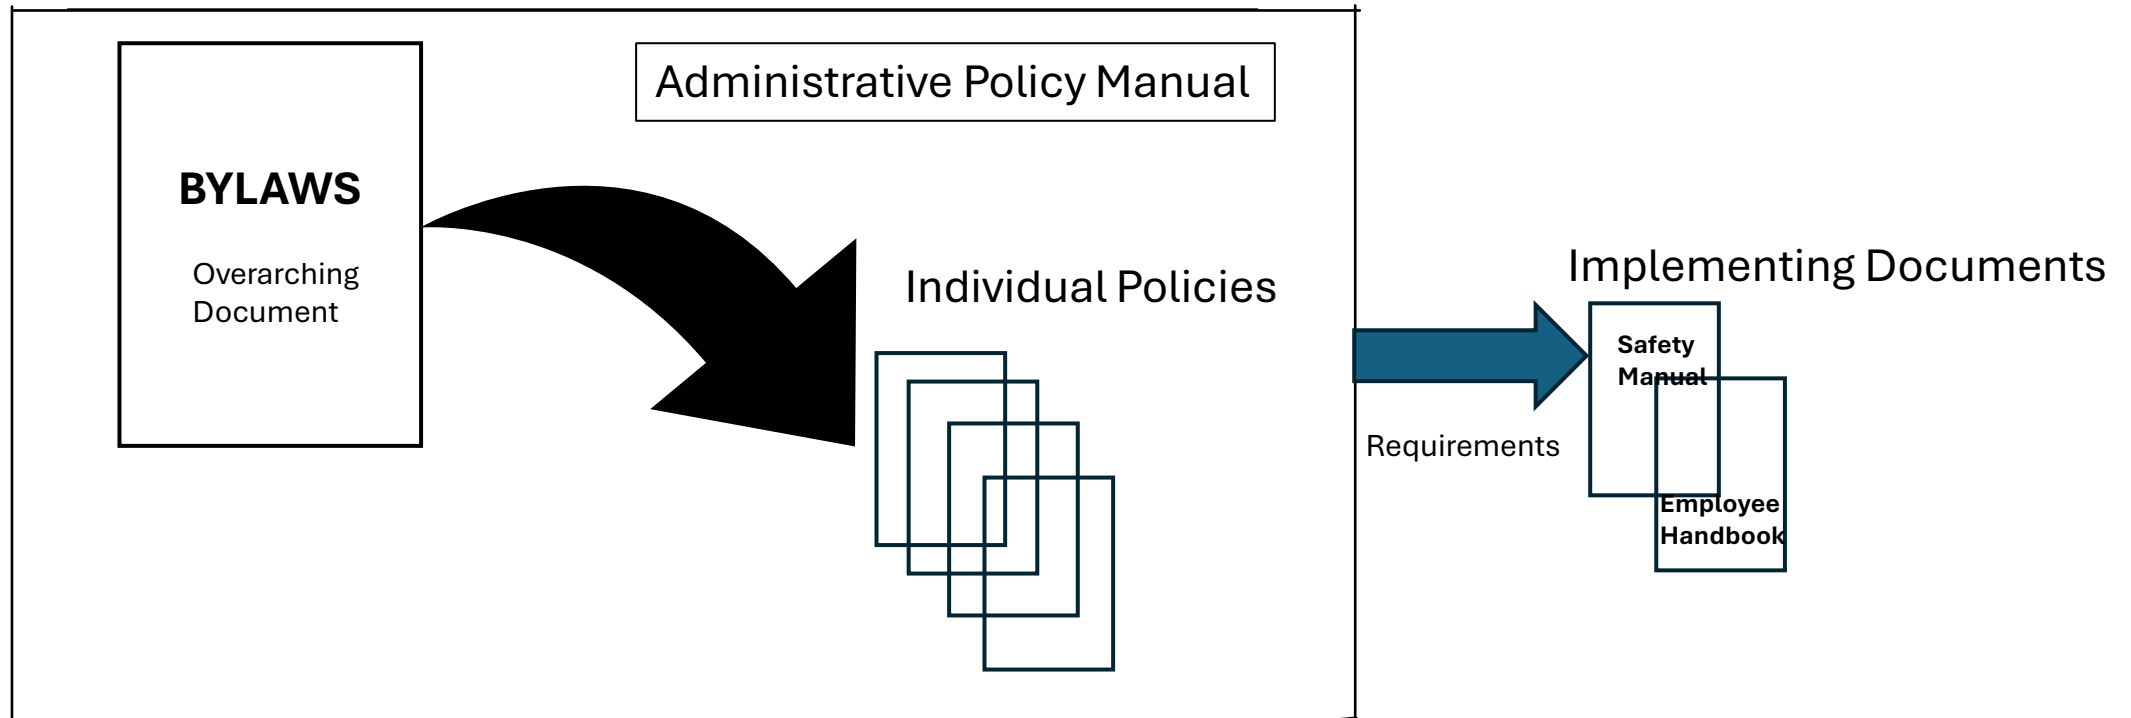 Administrative Policy Manual
BYLAWS
Overarching
Document
Individual Policies
Implementing Documents
Safety
Manual
Requirements
Employee
Handbook